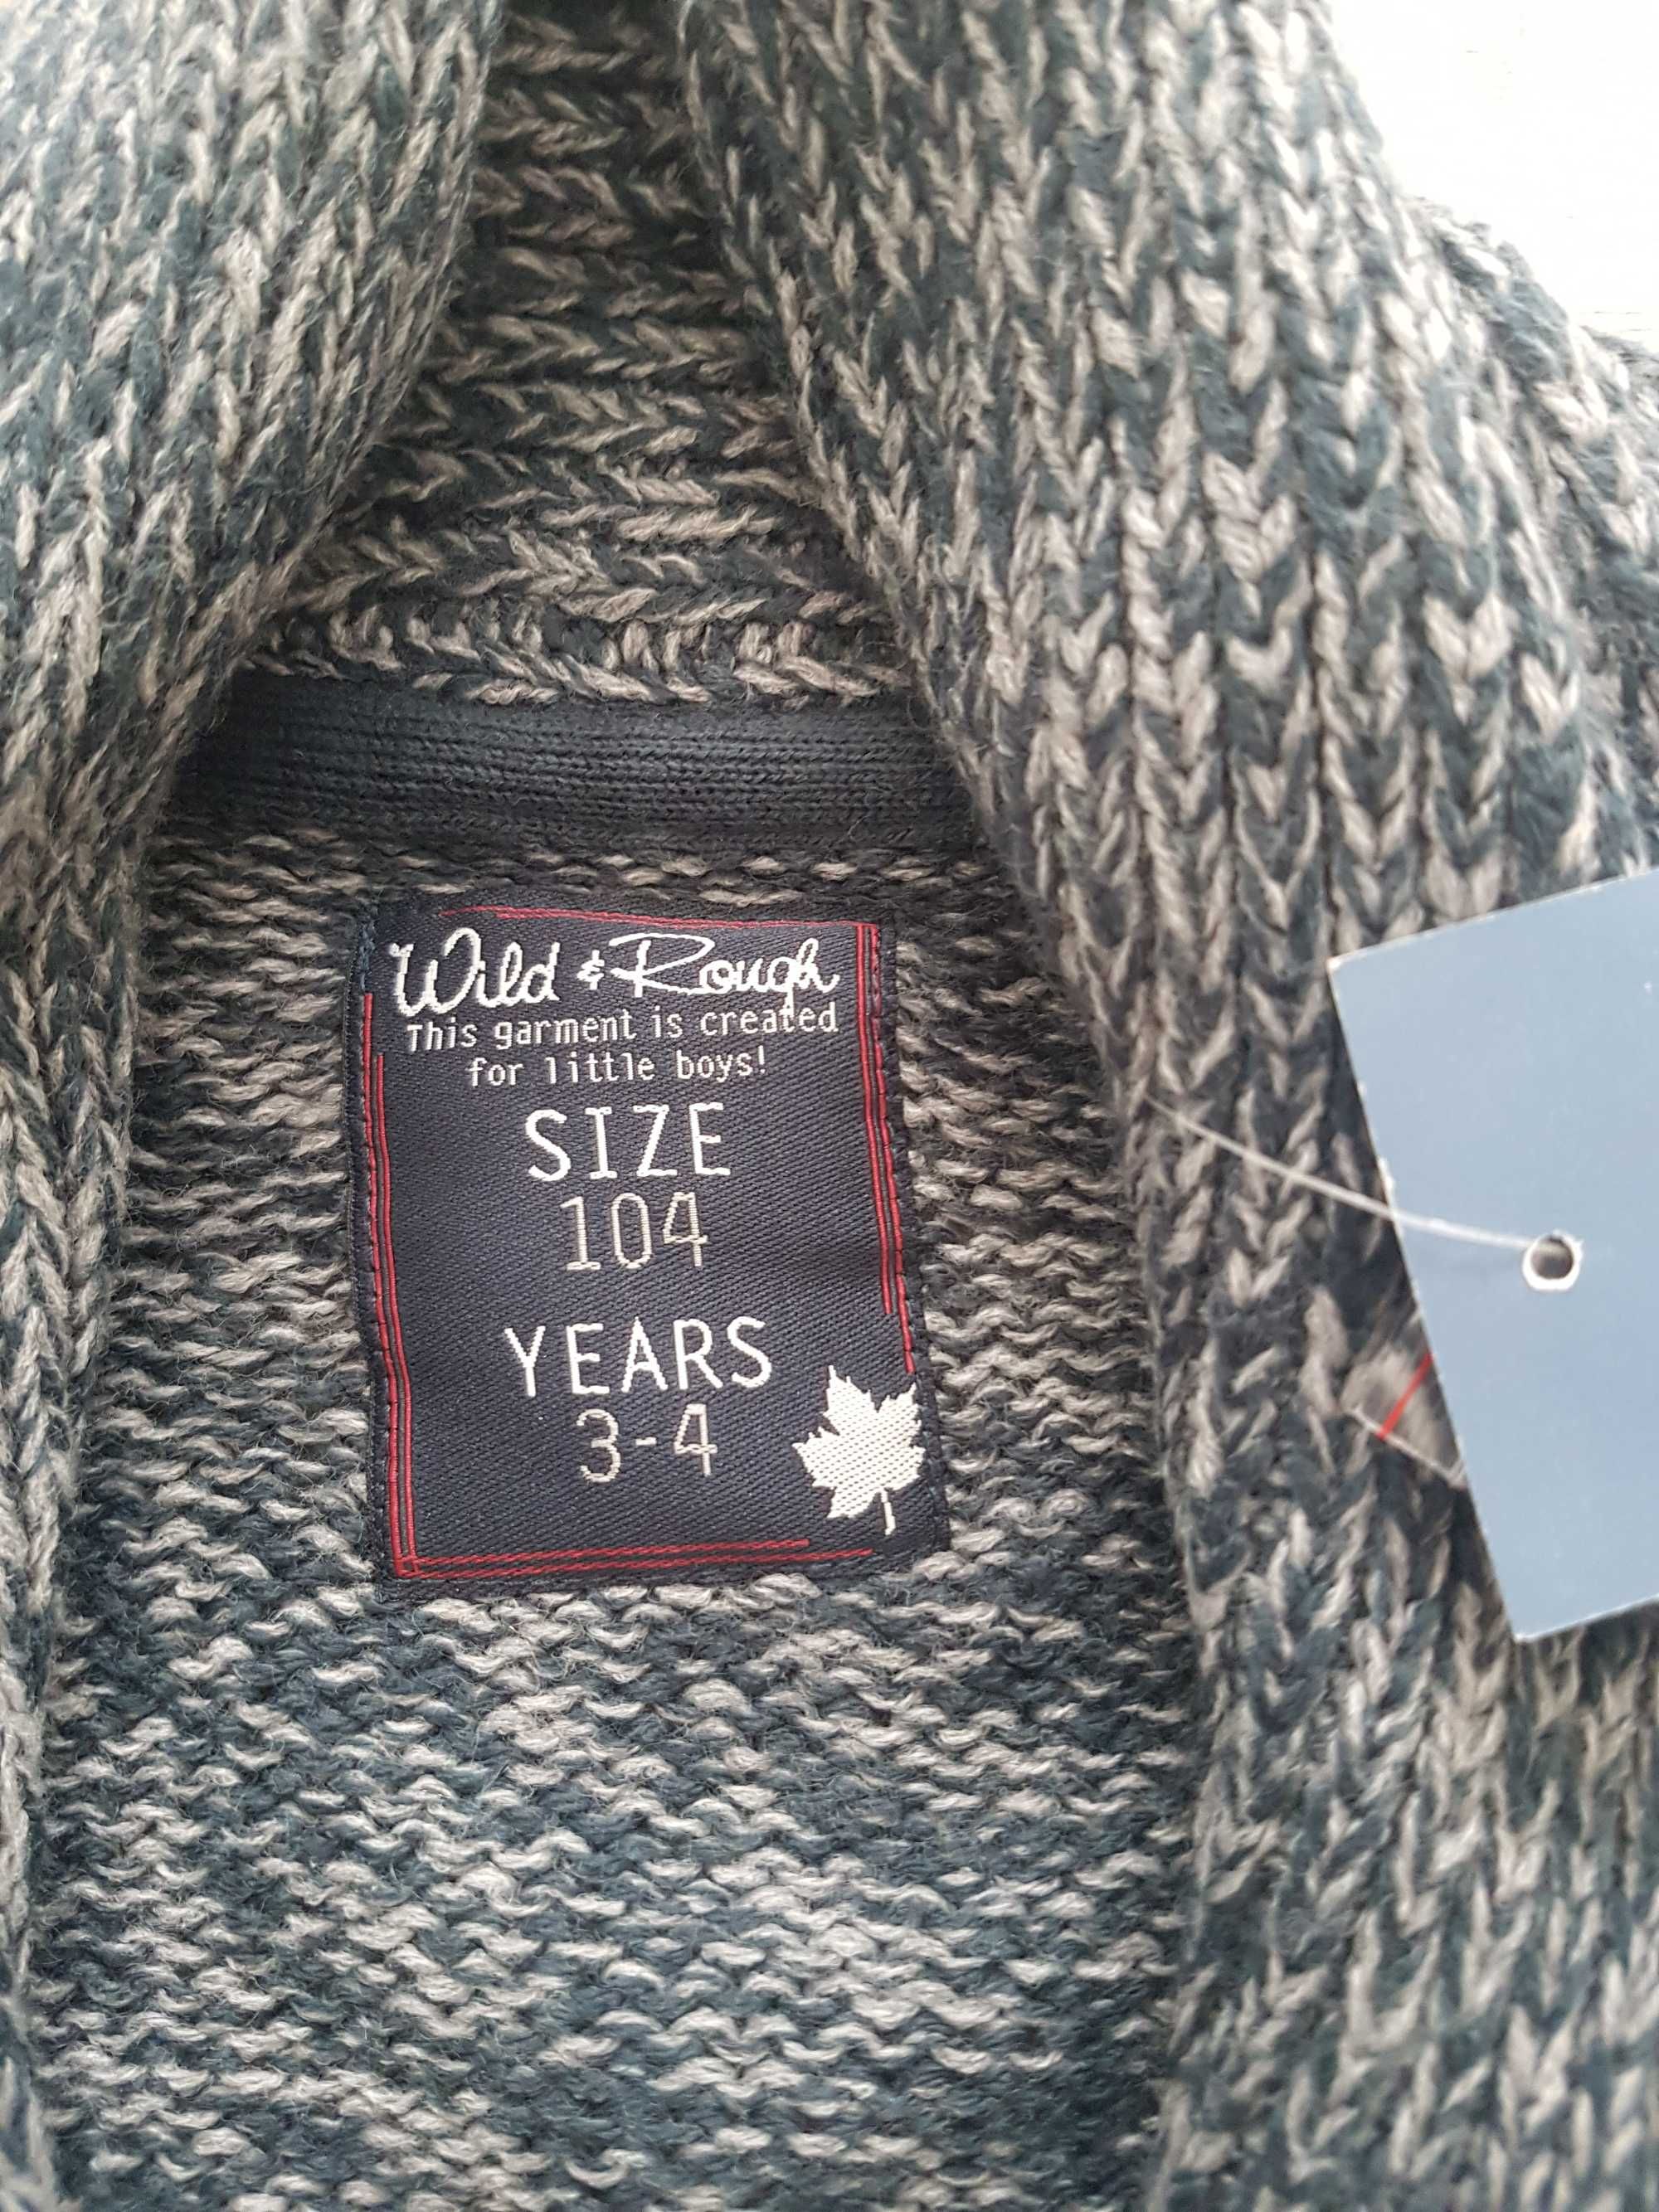 Wild & Rough
This garment is created
for little boys!
SIZE
104
YEARS
3-4